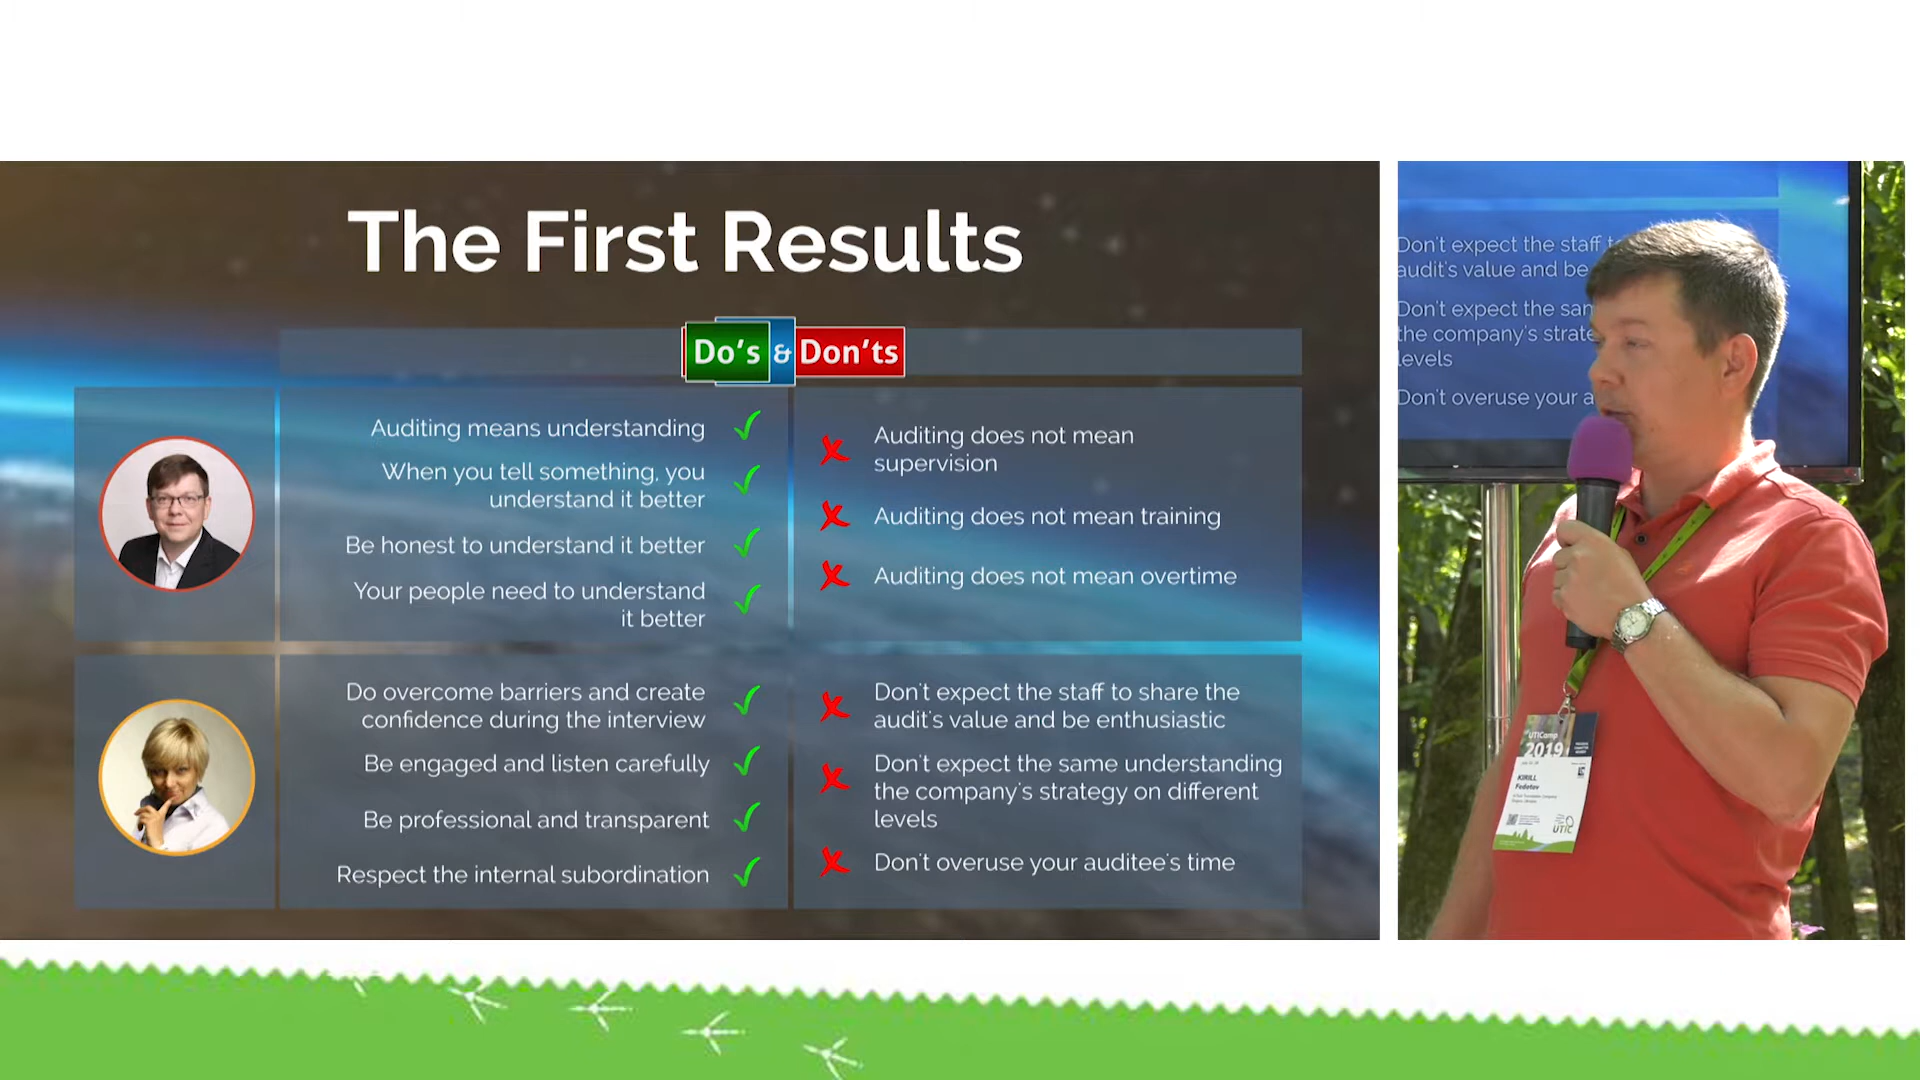 The First Results
Do's & Don'ts
Auditing means understanding
When you tell something, you
understand it better
Be honest to understand it better
Your people need to understand
it better
Auditing does not mean
supervision
Auditing does not mean training
Auditing does not mean overtime
Do overcome barriers and create
confidence during the interview
Be engaged and listen carefully
Be professional and transparent
Respect the internal subordination
Don't expect the staff to share the
audit's value and be enthusiastic
Don't expect the same understanding
the company's strategy on different
levels
Don't overuse your auditee's time
Don't expect the staff
audit's value and be
Don't expect the
the company's
levels
Don't overuse your
UTICamp
2019
KIRILL
Fedotov
UTIC